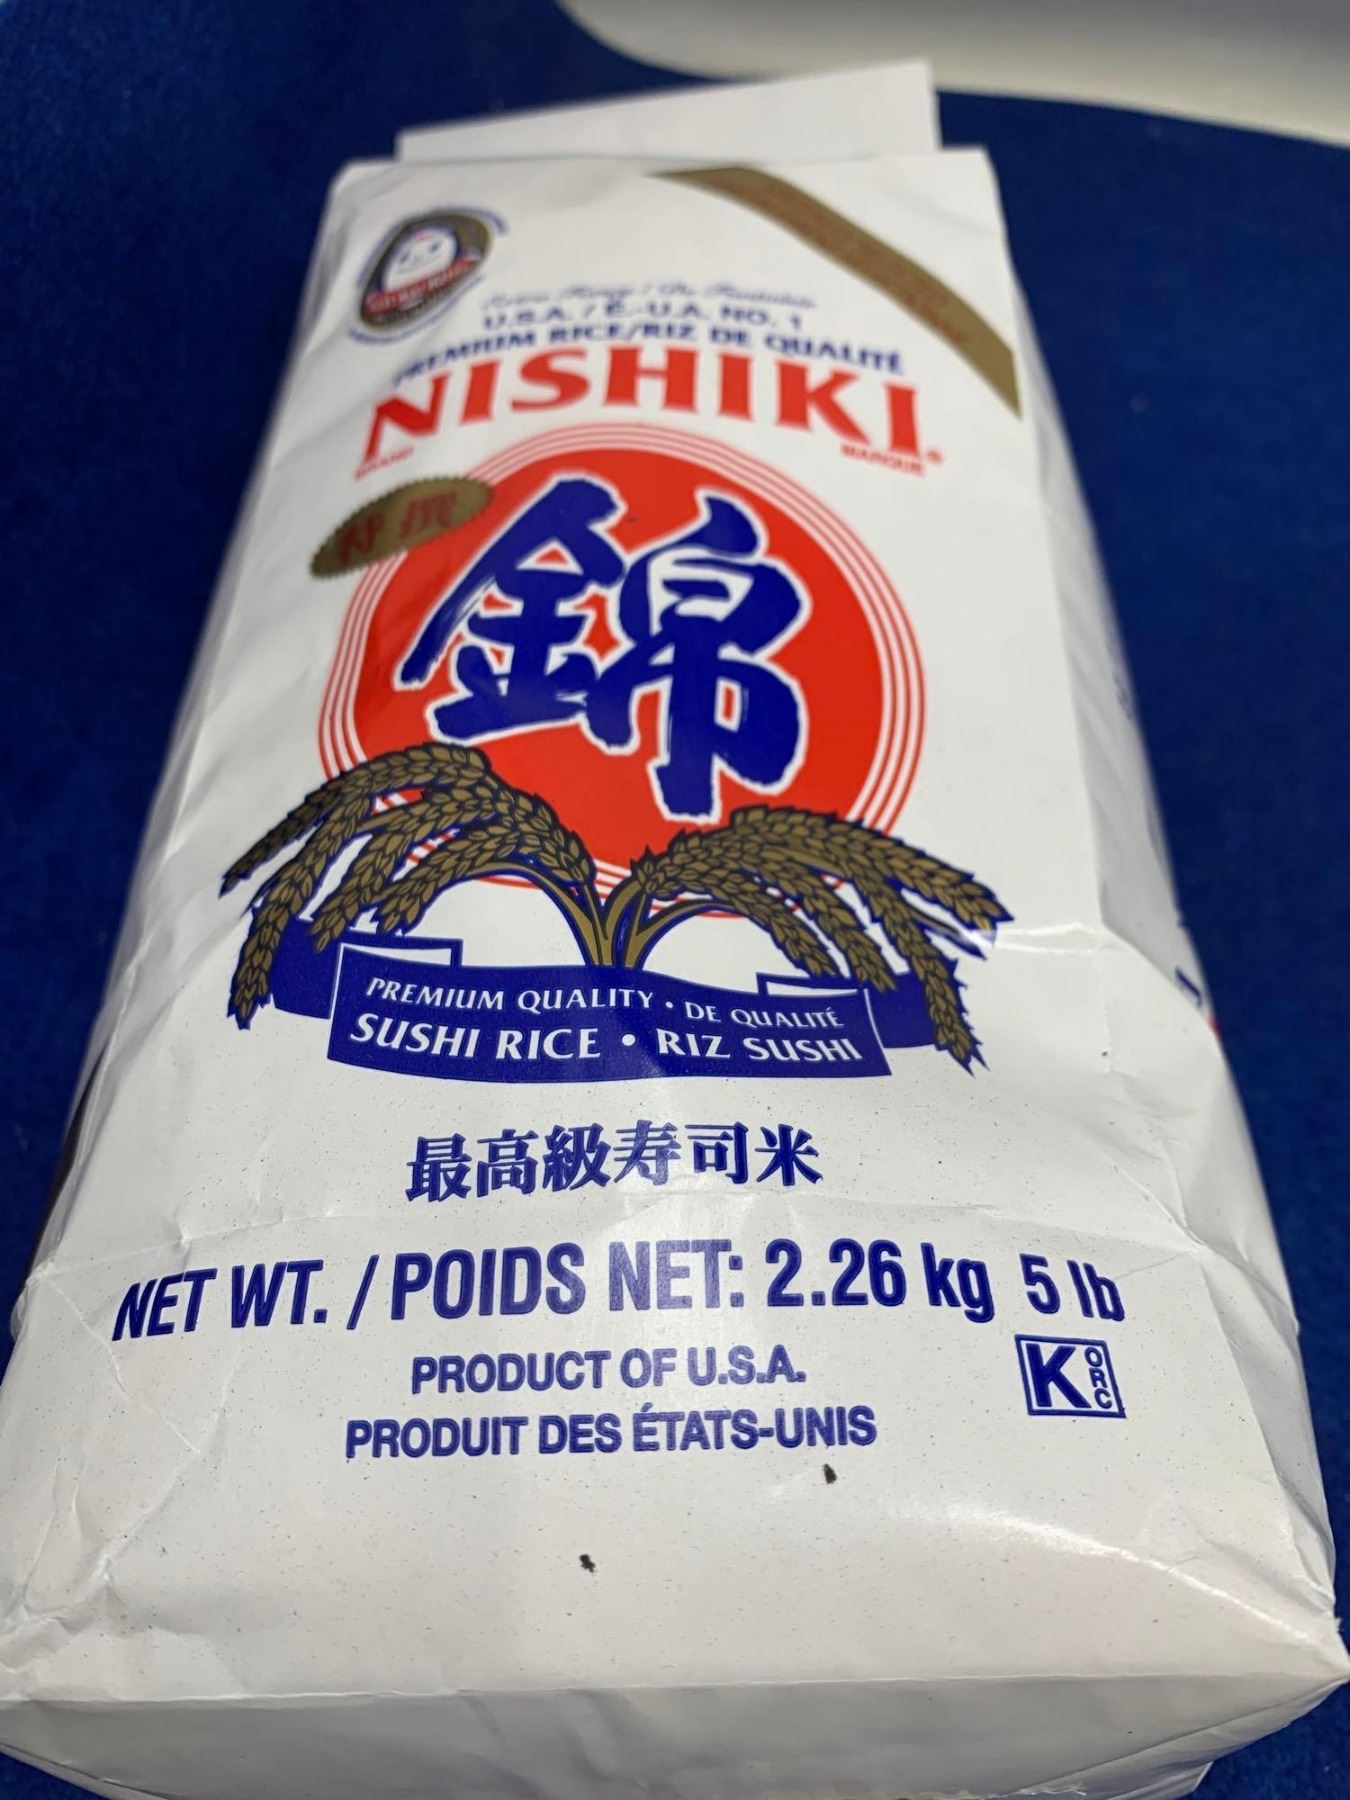 U.S.A. / É.-U.A. NO. 1
PREMIUM RICE/RIZ DE QUALITÉ
NISHIKI
BRAND MARQUE
特撰
錦
PREMIUM QUALITY • DE QUALITÉ
SUSHI RICE • RIZ SUSHI
最高級寿司米
NET WT. / POIDS NET: 2.26 kg 5 lb
PRODUCT OF U.S.A.
PRODUIT DES ÉTATS-UNIS
K ORC